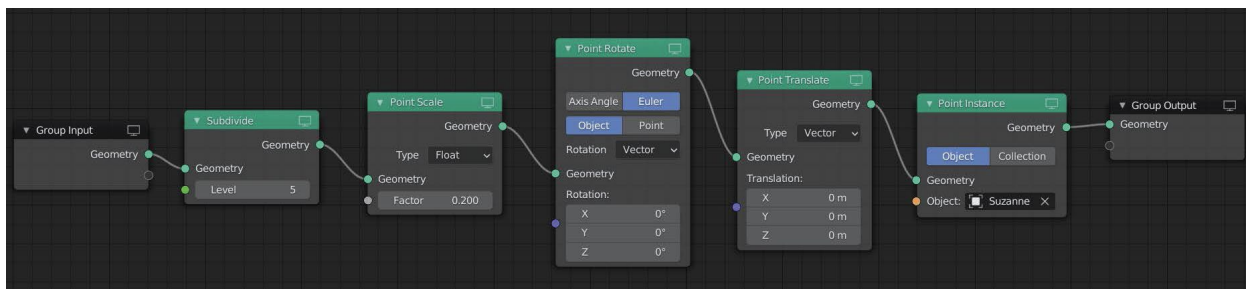 Group Input
Geometry
Subdivide
Geometry
Geometry
Level 5
Point Scale
Geometry
Type Float
Geometry
Factor 0.200
Point Rotate
Geometry
Axis Angle Euler
Object Point
Rotation Vector
Geometry
Rotation:
X 0°
Y 0°
Z 0°
Point Translate
Geometry
Type Vector
Geometry
Translation:
X 0 m
Y 0 m
Z 0 m
Point Instance
Geometry
Object Collection
Geometry
Object: Suzanne
Group Output
Geometry